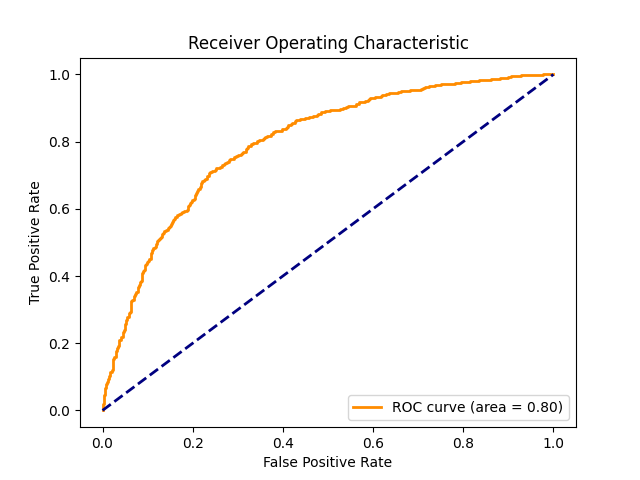 Receiver Operating Characteristic
True Positive Rate
1.0
0.8
0.6
0.4
0.2
0.0
ROC curve (area = 0.80)
0.0 0.2 0.4 0.6 0.8 1.0
False Positive Rate